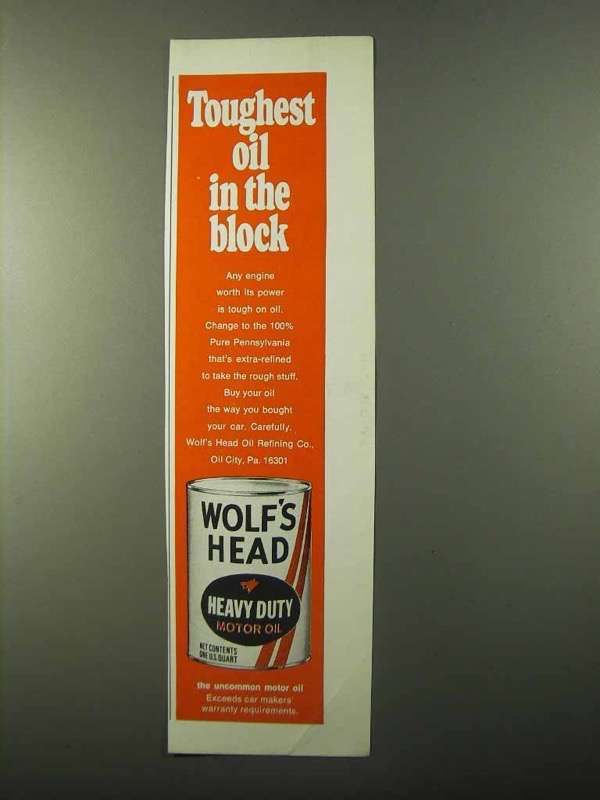 Toughest
oil
in the
block
Any engine
worth its power
is tough on oil.
Change to the 100%
Pure Pennsylvania
that's extra-refined
to take the rough stuff.
Buy your oil
the way you bought
your car. Carefully.
Wolf's Head Oil Refining Co.,
Oil City, Pa. 16301
WOLF'S
HEAD
HEAVY DUTY
MOTOR OIL
NET CONTENTS
ONE U.S. QUART
the uncommon motor oil
Exceeds car makers'
warranty requirements.